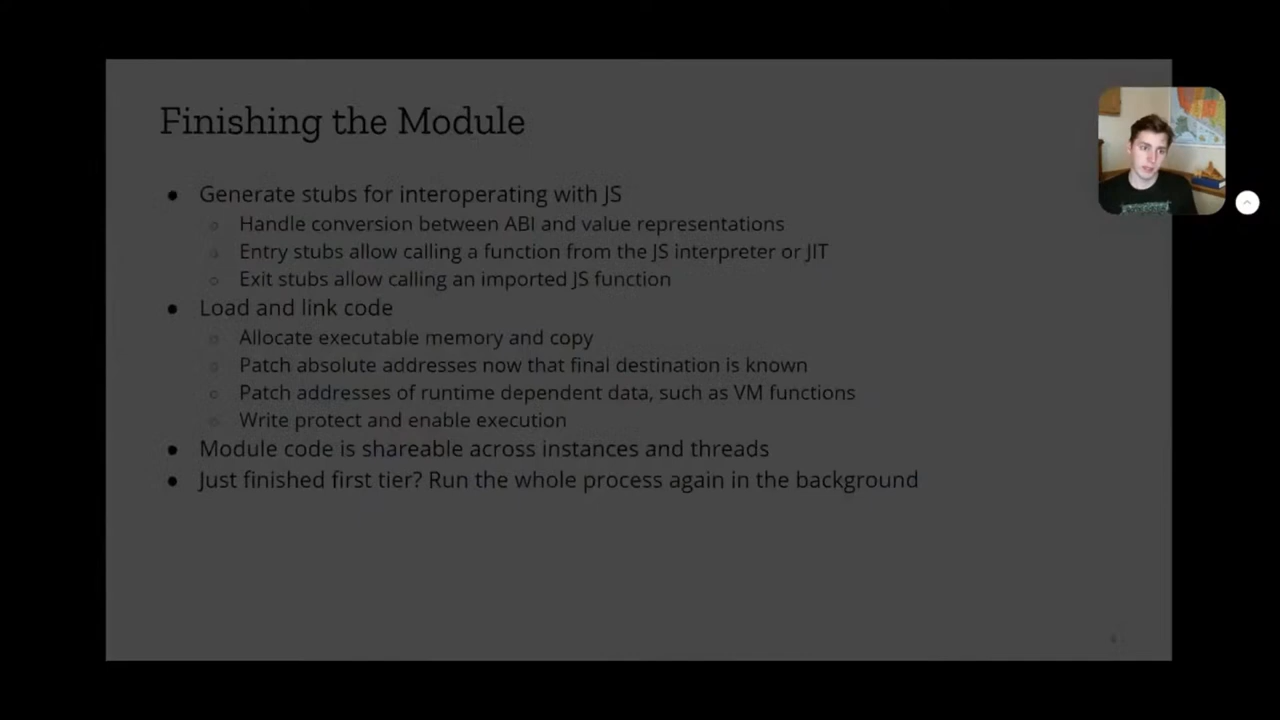 Finishing the Module
● Generate stubs for interoperating with JS
○ Handle conversion between ABI and value representations
○ Entry stubs allow calling a function from the JS interpreter or JIT
○ Exit stubs allow calling an imported JS function
● Load and link code
○ Allocate executable memory and copy
○ Patch absolute addresses now that final destination is known
○ Patch addresses of runtime dependent data, such as VM functions
○ Write protect and enable execution
● Module code is shareable across instances and threads
● Just finished first tier? Run the whole process again in the background